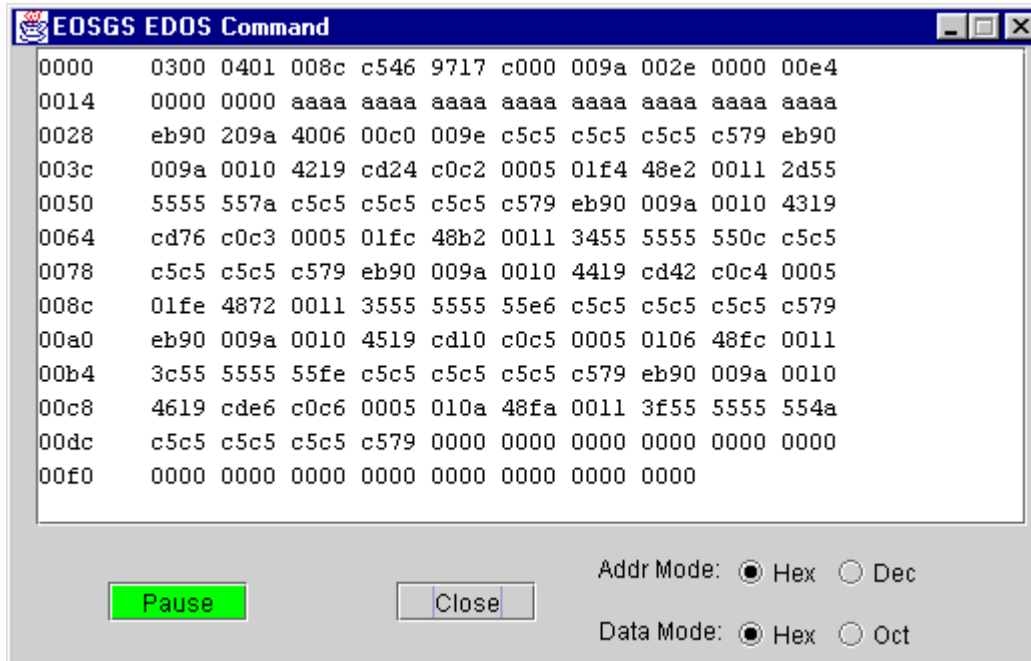 EOSGS EDOS Command
0000 0300 0401 008c c546 9717 c000 009a 002e 0000 00e4
0014 0000 0000 aaaa aaaa aaaa aaaa aaaa aaaa aaaa aaaa
0028 eb90 209a 4006 00c0 009e c5c5 c5c5 c5c5 c579 eb90
003c 009a 0010 4219 cd24 c0c2 0005 01f4 48e2 0011 2d55
0050 5555 557a c5c5 c5c5 c5c5 c579 eb90 009a 0010 4319
0064 cd76 c0c3 0005 01fc 48b2 0011 3455 5555 550c c5c5
0078 c5c5 c5c5 c579 eb90 009a 0010 4419 cd42 c0c4 0005
008c 01fe 4872 0011 3555 5555 55e6 c5c5 c5c5 c5c5 c579
00a0 eb90 009a 0010 4519 cd10 c0c5 0005 0106 48fc 0011
00b4 3c55 5555 55fe c5c5 c5c5 c5c5 c579 eb90 009a 0010
00c8 4619 cde6 c0c6 0005 010a 48fa 0011 3f55 5555 554a
00dc c5c5 c5c5 c5c5 c579 0000 0000 0000 0000 0000 0000
00f0 0000 0000 0000 0000 0000 0000 0000 0000
Addr Mode: Hex Dec
Pause Close
Data Mode: Hex Oct